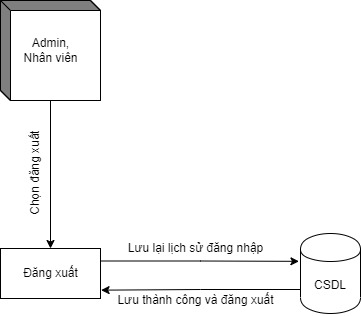 Admin,
Nhân viên
Chọn đăng xuất
Lưu lại lịch sử đăng nhập
Đăng xuất
CSDL
Lưu thành công và đăng xuất